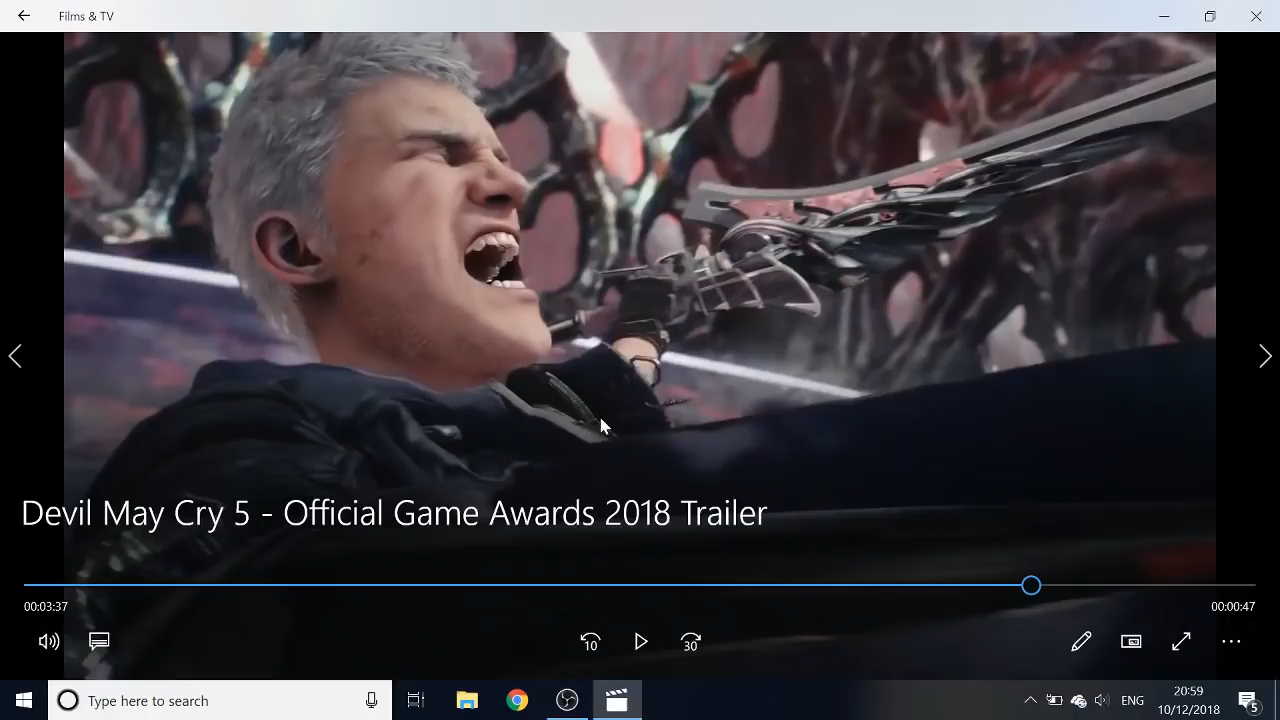 Films & TV
Devil May Cry 5 - Official Game Awards 2018 Trailer
00:03:37
00:00:47
10
30
Type here to search
ENG
20:59
10/12/2018
5